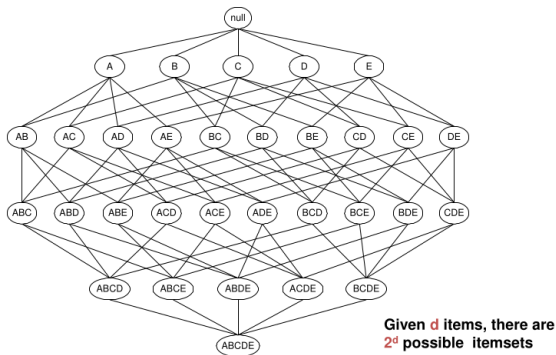 null
A B C D E
AB AC AD AE BC BD BE CD CE DE
ABC ABD ABE ACD ACE ADE BCD BCE BDE CDE
ABCD ABCE ABDE ACDE BCDE
Given d items, there are
2^d possible itemsets
ABCDE